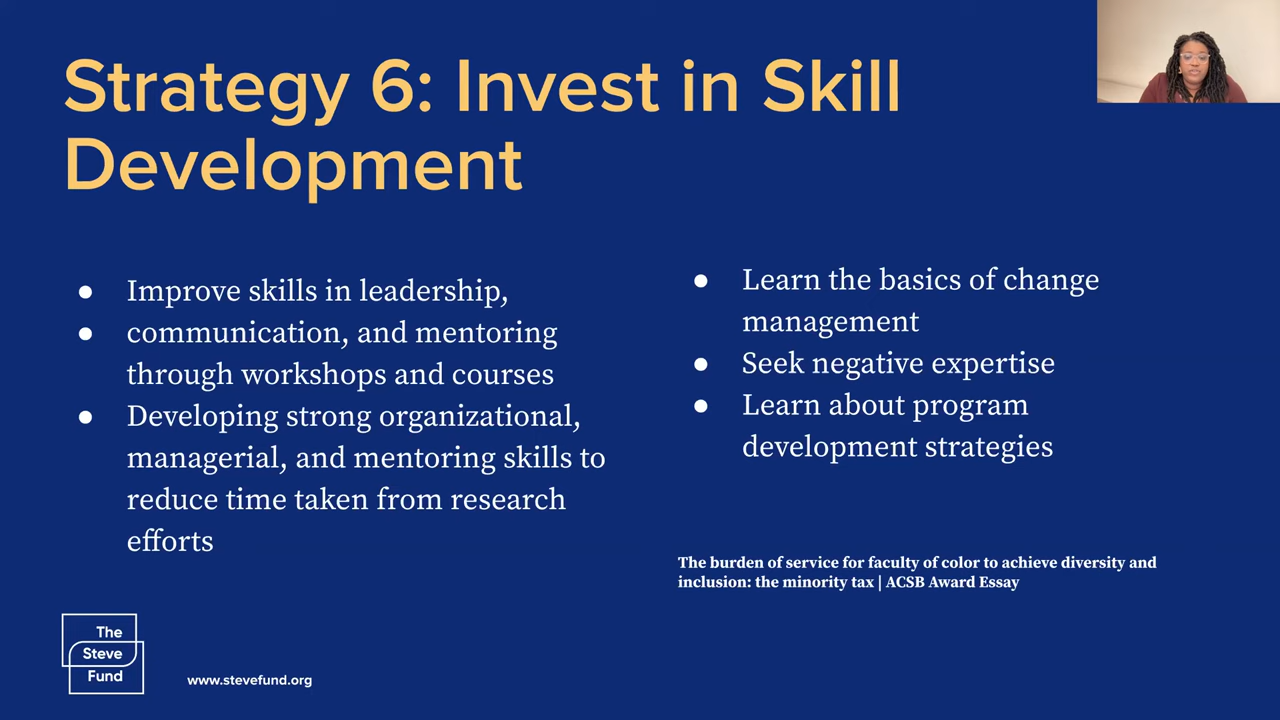 Strategy 6: Invest in Skill
Development
● Improve skills in leadership,
● communication, and mentoring
through workshops and courses
● Developing strong organizational,
managerial, and mentoring skills to
reduce time taken from research
efforts
● Learn the basics of change
management
● Seek negative expertise
● Learn about program
development strategies
The burden of service for faculty of color to achieve diversity and
inclusion: the minority tax | ACSB Award Essay
The
Steve
Fund
www.stevefund.org